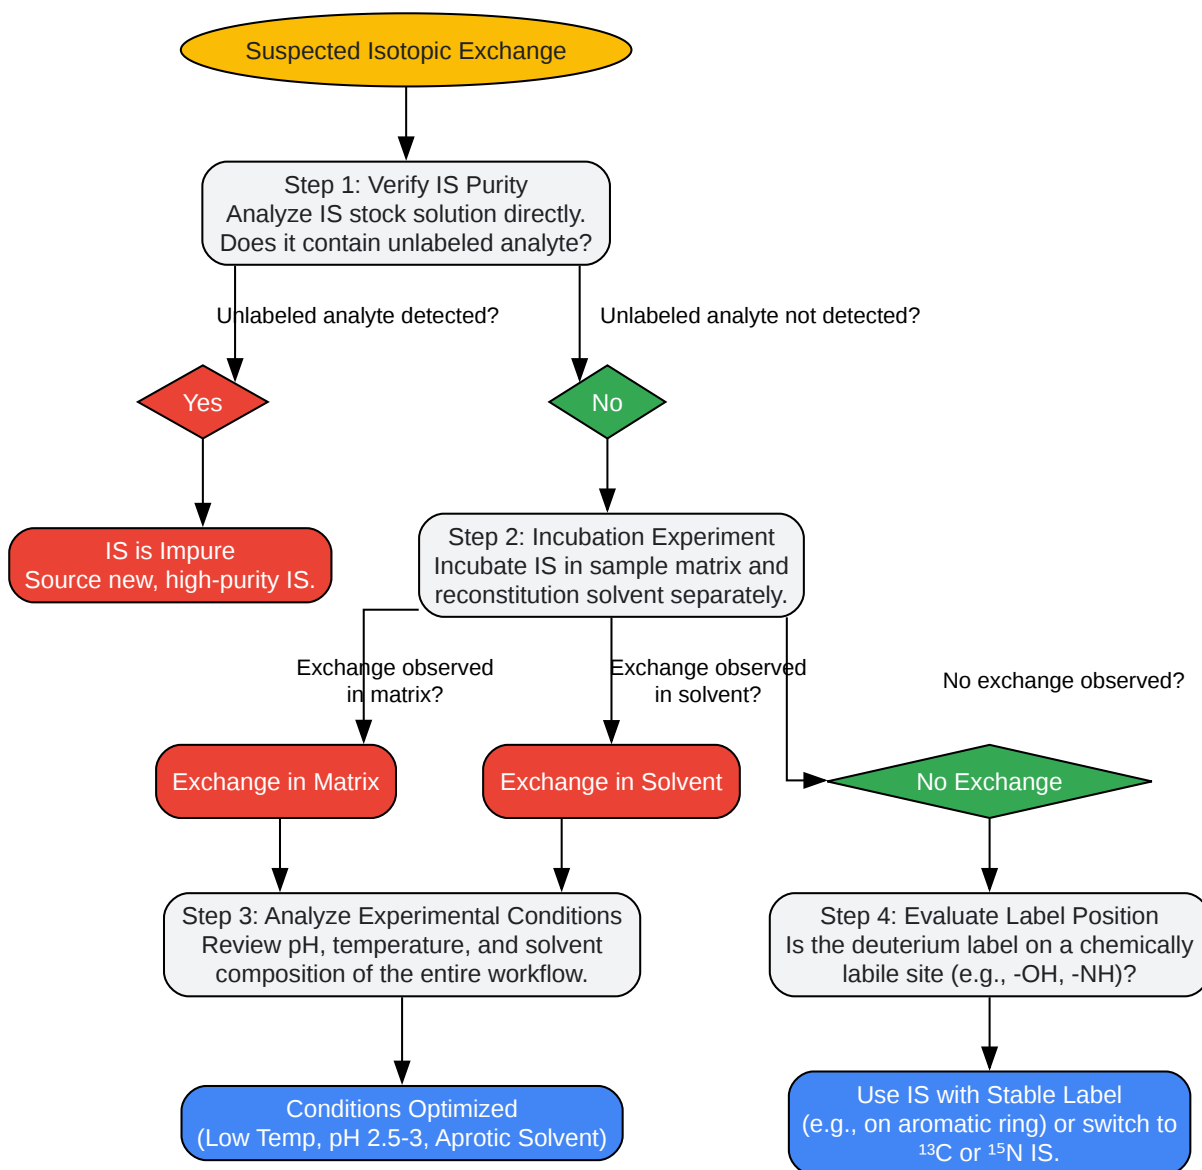 Suspected Isotopic Exchange
Step 1: Verify IS Purity
Analyze IS stock solution directly.
Does it contain unlabeled analyte?
Unlabeled analyte detected?
Unlabeled analyte not detected?
Yes
No
IS is Impure
Source new, high-purity IS.
Step 2: Incubation Experiment
Incubate IS in sample matrix and
reconstitution solvent separately.
Exchange observed
in matrix?
Exchange observed
in solvent?
No exchange observed?
Exchange in Matrix
Exchange in Solvent
No Exchange
Step 3: Analyze Experimental Conditions
Review pH, temperature, and solvent
composition of the entire workflow.
Step 4: Evaluate Label Position
Is the deuterium label on a chemically
labile site (e.g., -OH, -NH)?
Conditions Optimized
(Low Temp, pH 2.5-3, Aprotic Solvent)
Use IS with Stable Label
(e.g., on aromatic ring) or switch to
¹³C or ¹⁵N IS.